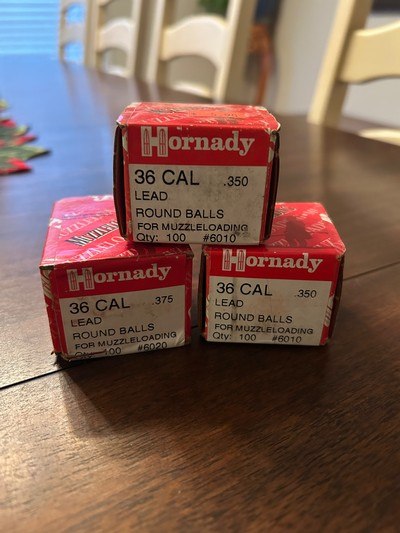 Hornady
36 CAL .350
LEAD
ROUND BALLS
FOR MUZZLELOADING
Qty: 100 #6010
Hornady
36 CAL .375
LEAD
ROUND BALLS
FOR MUZZLELOADING
Qty: 100 #6020
Hornady
36 CAL .350
LEAD
ROUND BALLS
FOR MUZZLELOADING
Qty: 100 #6010